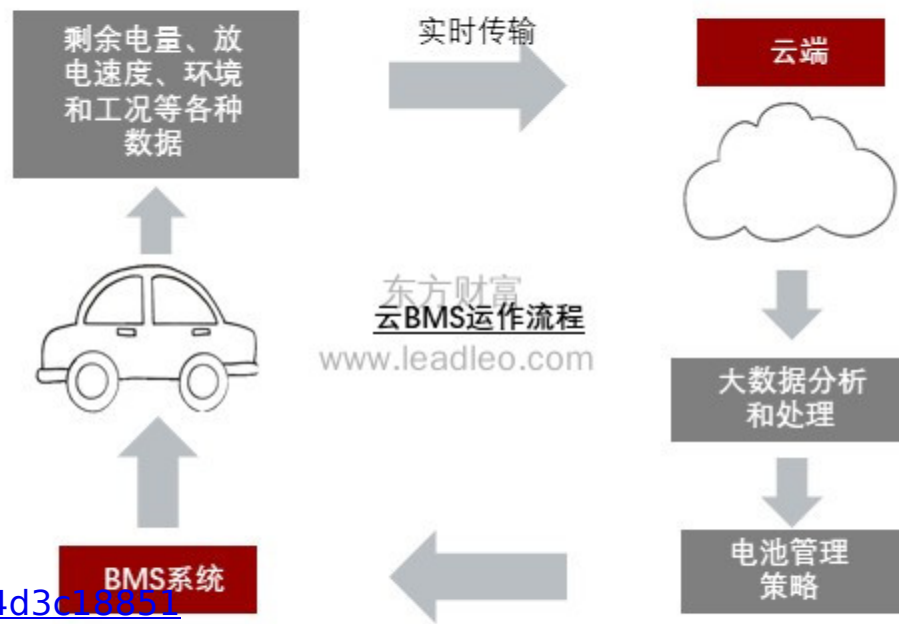 剩余电量、放
电速度、环境
和工况等各种
数据
实时传输
云端
东方财富
云BMS运作流程
www.leadleo.com
大数据分析
和处理
电池管理
策略
BMS系统
4d3c18851